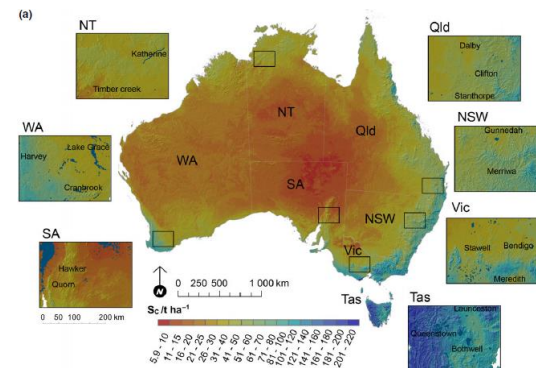 (a)
NT
Katherine
Timber creek
Qld
Dalby
Clifton
Stanthorpe
WA
Harvey
Lake Grace
Cranbrook
NSW
Gunnedah
Merriwa
SA
Hawker
Quorn
0 50 100 200 km
Vic
Stawell
Bendigo
Meredith
Tas
Launceston
Queenstown
Bothwell
NT
Qld
WA
SA
NSW
Vic
Tas
N
0 250 500 1 000 km
Sc /t ha⁻¹
5.9 - 10
11 - 15
16 - 20
21 - 25
26 - 30
31 - 40
41 - 50
51 - 60
61 - 70
71 - 80
81 - 100
101 - 120
121 - 140
141 - 160
161 - 180
181 - 200
201 - 220